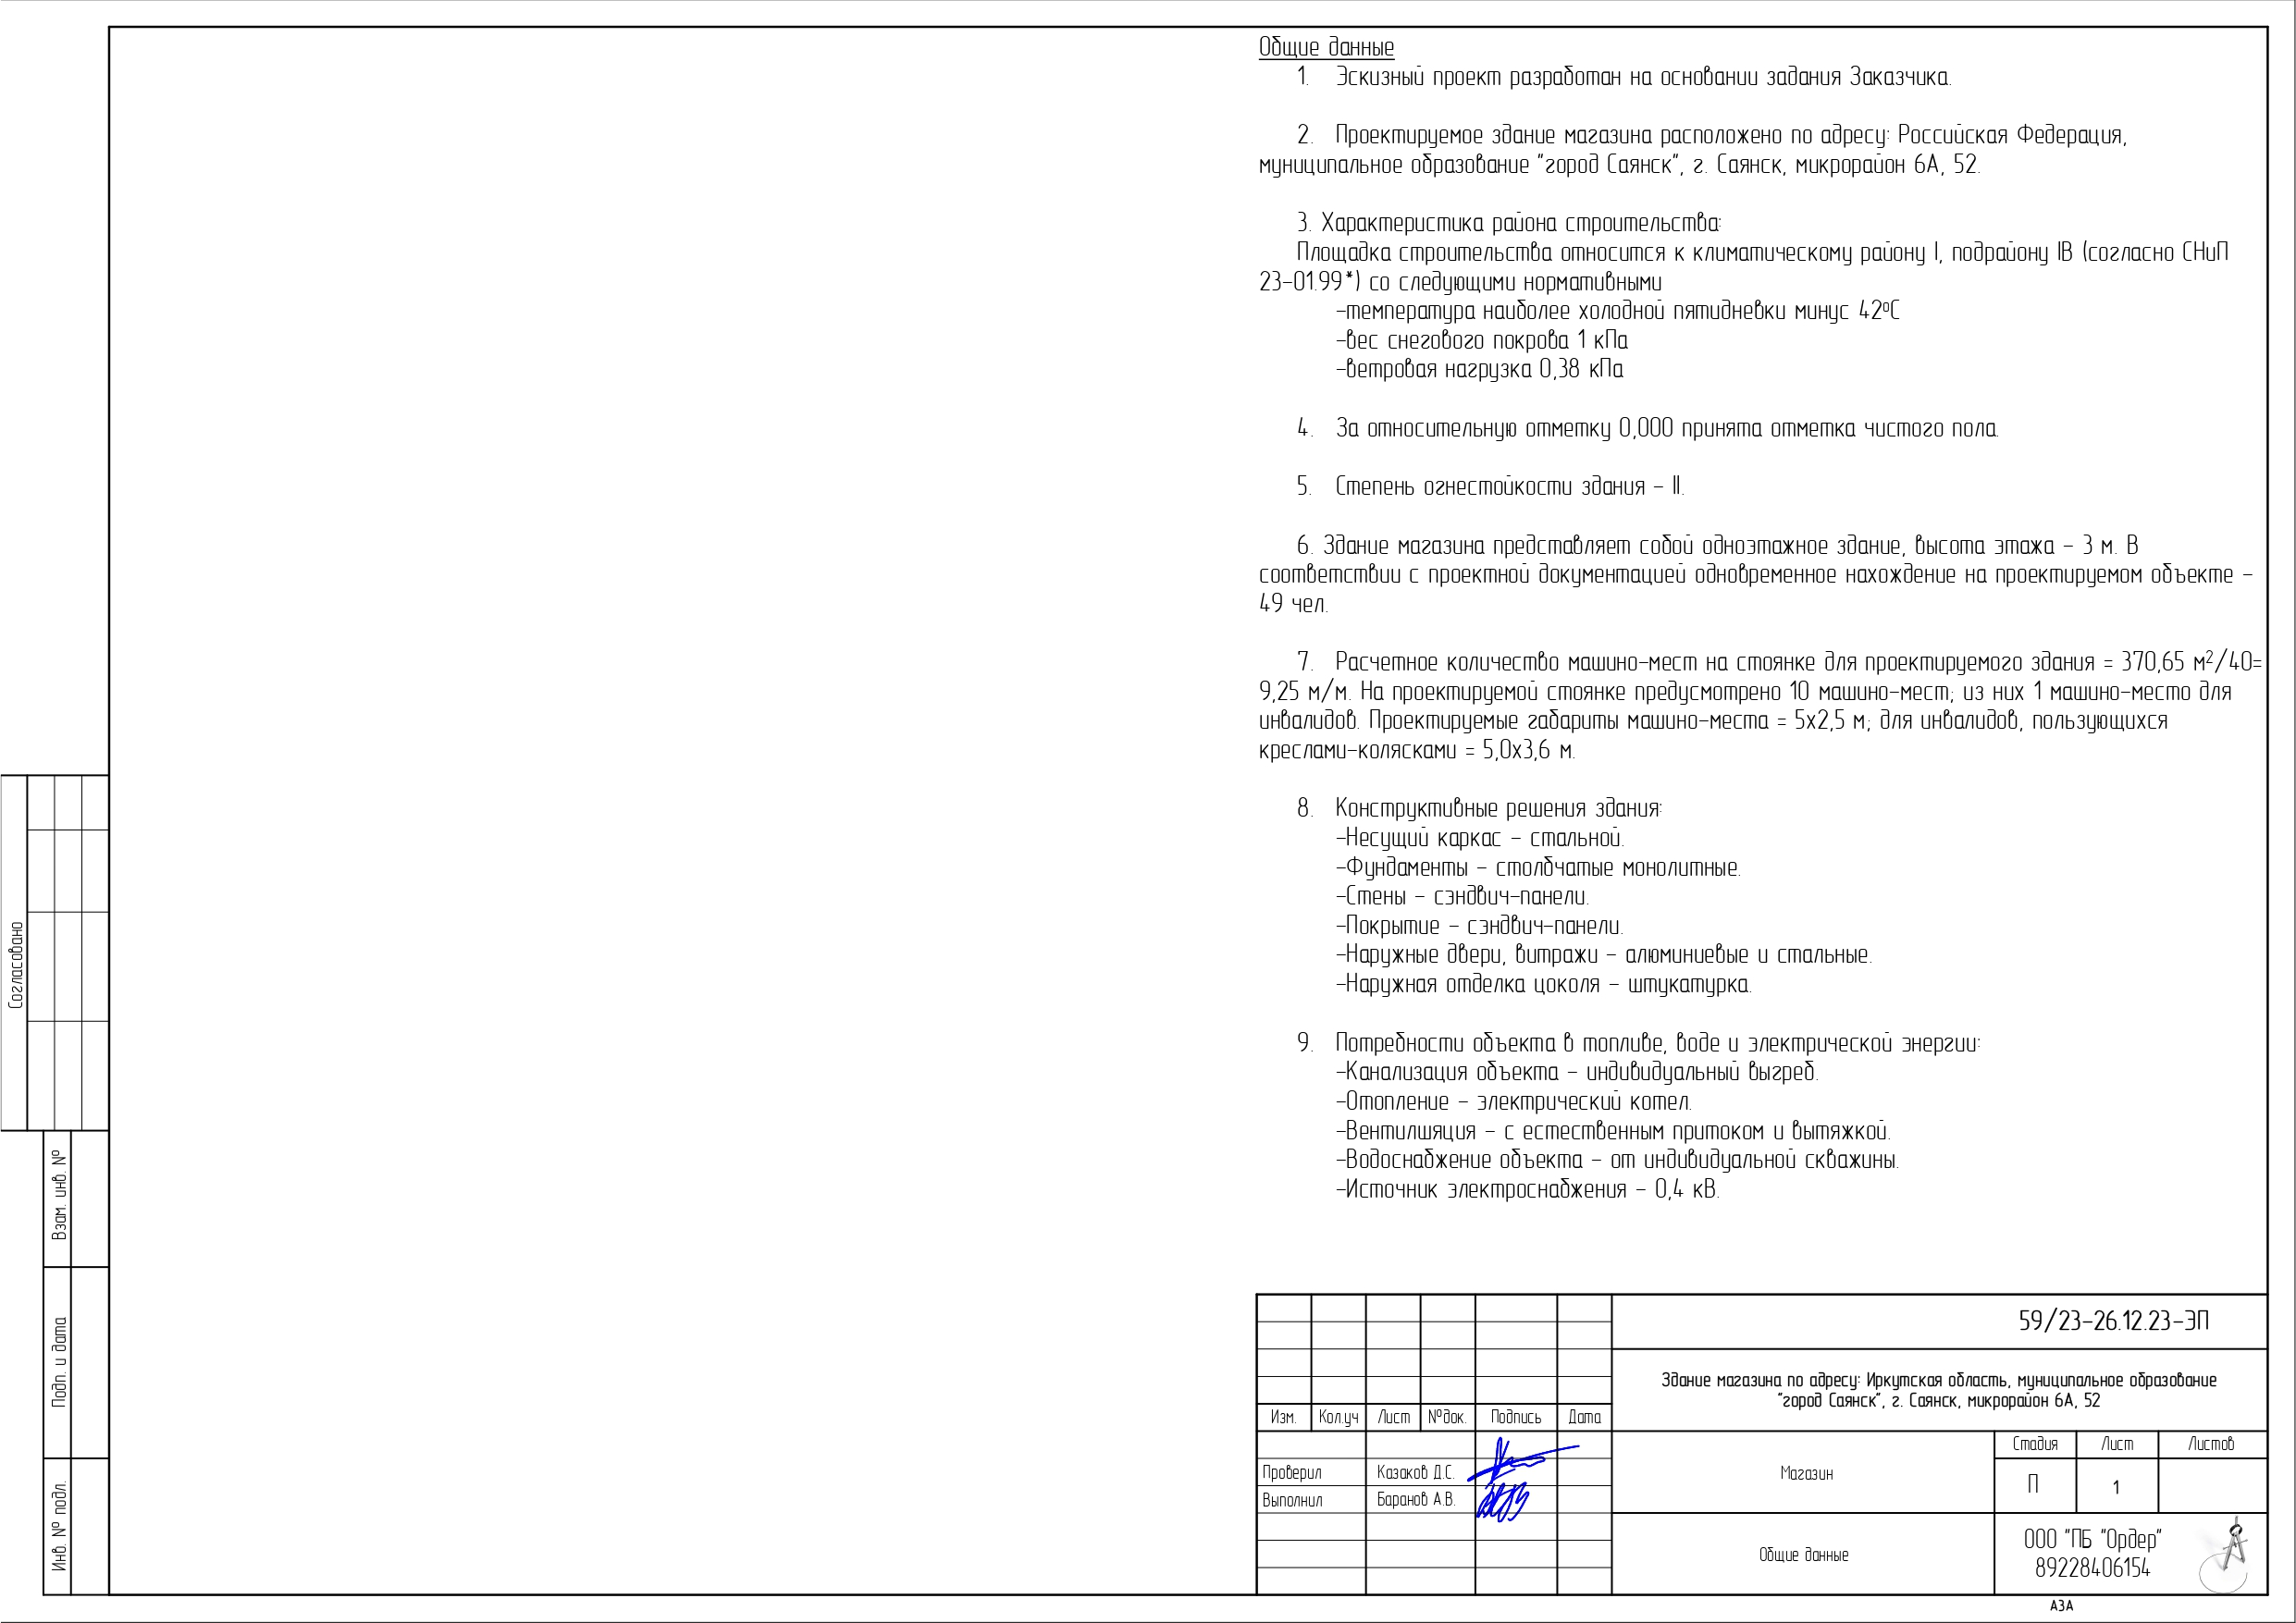 Общие данные
1. Эскизный проект разработан на основании задания Заказчика.
2. Проектируемое здание магазина расположено по адресу: Российская Федерация,
муниципальное образование "город Саянск", г. Саянск, микрорайон 6А, 52.
3. Характеристика района строительства:
Площадка строительства относится к климатическому району I, подрайону IВ (согласно СНиП
23-01.99*) со следующими нормативными
-температура наиболее холодной пятидневки минус 42⁰С
-вес снегового покрова 1 кПа
-ветровая нагрузка 0,38 кПа
4. За относительную отметку 0,000 принята отметка чистого пола.
5. Степень огнестойкости здания - II.
6. Здание магазина представляет собой одноэтажное здание, высота этажа - 3 м. В
соответствии с проектной документацией одновременное нахождение на проектируемом объекте -
49 чел.
7. Расчетное количество машино-мест на стоянке для проектируемого здания = 370,65 м²/40=
9,25 м/м. На проектируемой стоянке предусмотрено 10 машино-мест; из них 1 машино-место для
инвалидов. Проектируемые габариты машино-места = 5х2,5 м; для инвалидов, пользующихся
креслами-колясками = 5,0х3,6 м.
8. Конструктивные решения здания:
-Несущий каркас - стальной.
-Фундаменты - столбчатые монолитные.
-Стены - сэндвич-панели.
-Покрытие - сэндвич-панели.
-Наружные двери, витражи - алюминиевые и стальные.
-Наружная отделка цоколя - штукатурка.
9. Потребности объекта в топливе, воде и электрической энергии:
-Канализация объекта - индивидуальный выгреб.
-Отопление - электрический котел.
-Вентилшяция - с естественным притоком и вытяжкой.
-Водоснабжение объекта - от индивидуальной скважины.
-Источник электроснабжения - 0,4 кВ.
Согласовано
Взам. инв. №
Подп. и дата
Инв. № подл.
59/23-26.12.23-ЭП
Здание магазина по адресу: Иркутская область, муниципальное образование
"город Саянск", г. Саянск, микрорайон 6А, 52
Изм. Кол.уч Лист №док. Подпись Дата
Стадия Лист Листов
Проверил Казаков Д.С.
Выполнил Баранов А.В.
Магазин
П 1
Общие данные
ООО "ПБ "Ордер"
89228406154
А3А